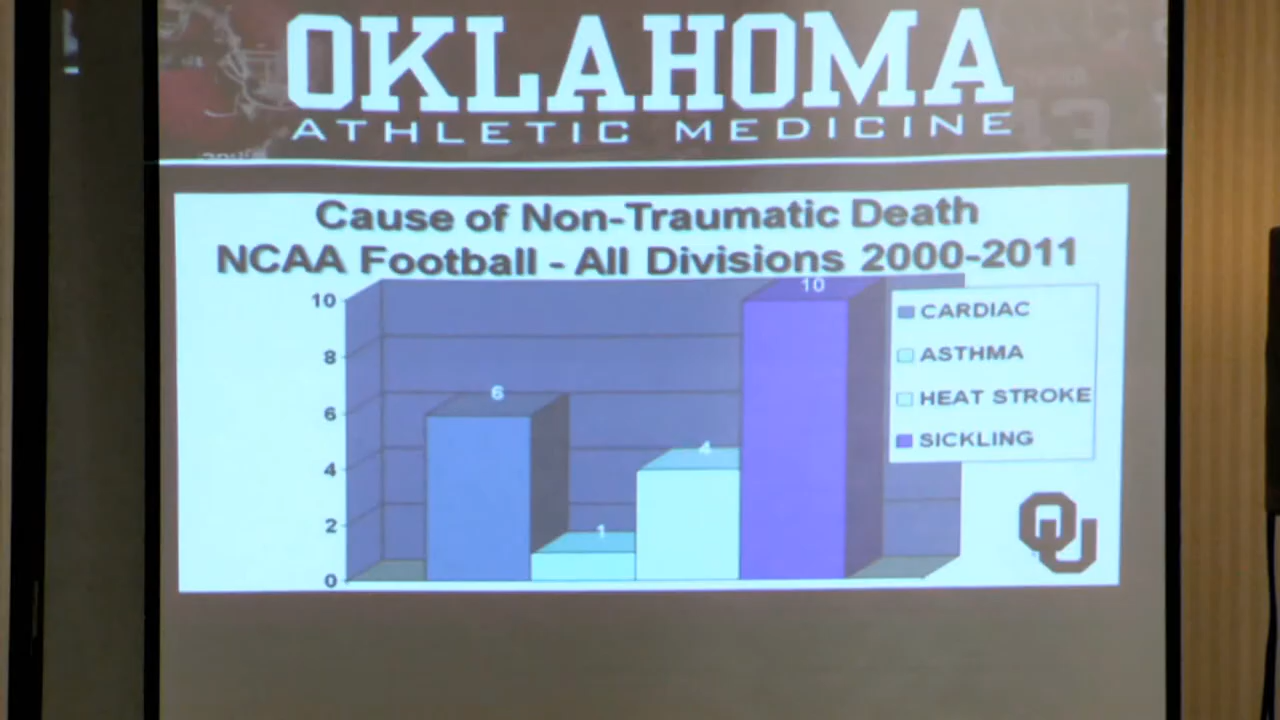 OKLAHOMA
ATHLETIC MEDICINE
Cause of Non-Traumatic Death
NCAA Football - All Divisions 2000-2011
10
8
6
4
2
0
6
1
4
10
CARDIAC
ASTHMA
HEAT STROKE
SICKLING
OU